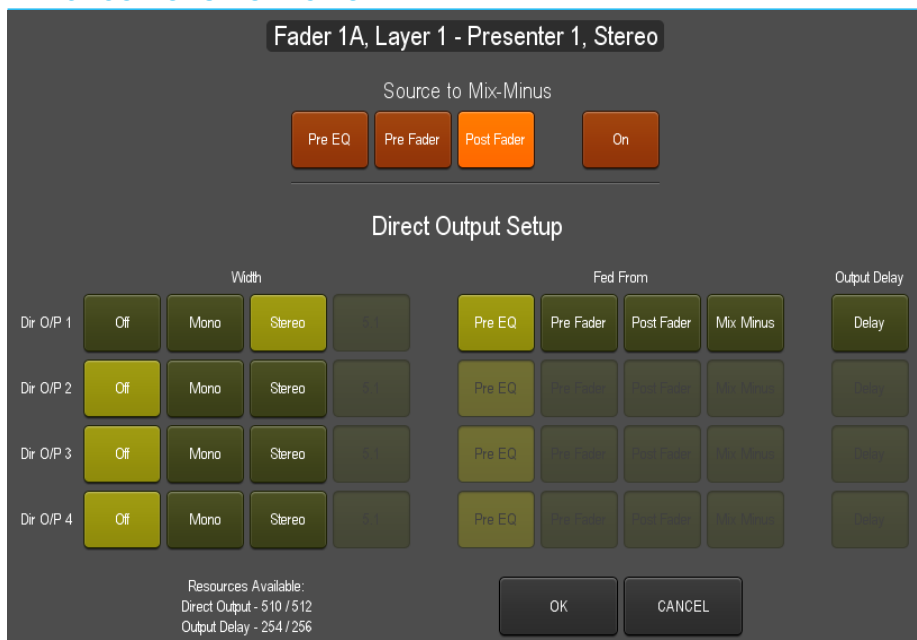 Fader 1A, Layer 1 - Presenter 1, Stereo
Source to Mix-Minus
Pre EQ Pre Fader Post Fader On
Direct Output Setup
Width Fed From Output Delay
Dir O/P 1 Off Mono Stereo 5.1 Pre EQ Pre Fader Post Fader Mix Minus Delay
Dir O/P 2 Off Mono Stereo 5.1 Pre EQ Pre Fader Post Fader Mix Minus Delay
Dir O/P 3 Off Mono Stereo 5.1 Pre EQ Pre Fader Post Fader Mix Minus Delay
Dir O/P 4 Off Mono Stereo 5.1 Pre EQ Pre Fader Post Fader Mix Minus Delay
Resources Available:
Direct Output - 510 / 512
Output Delay - 254 / 256
OK CANCEL